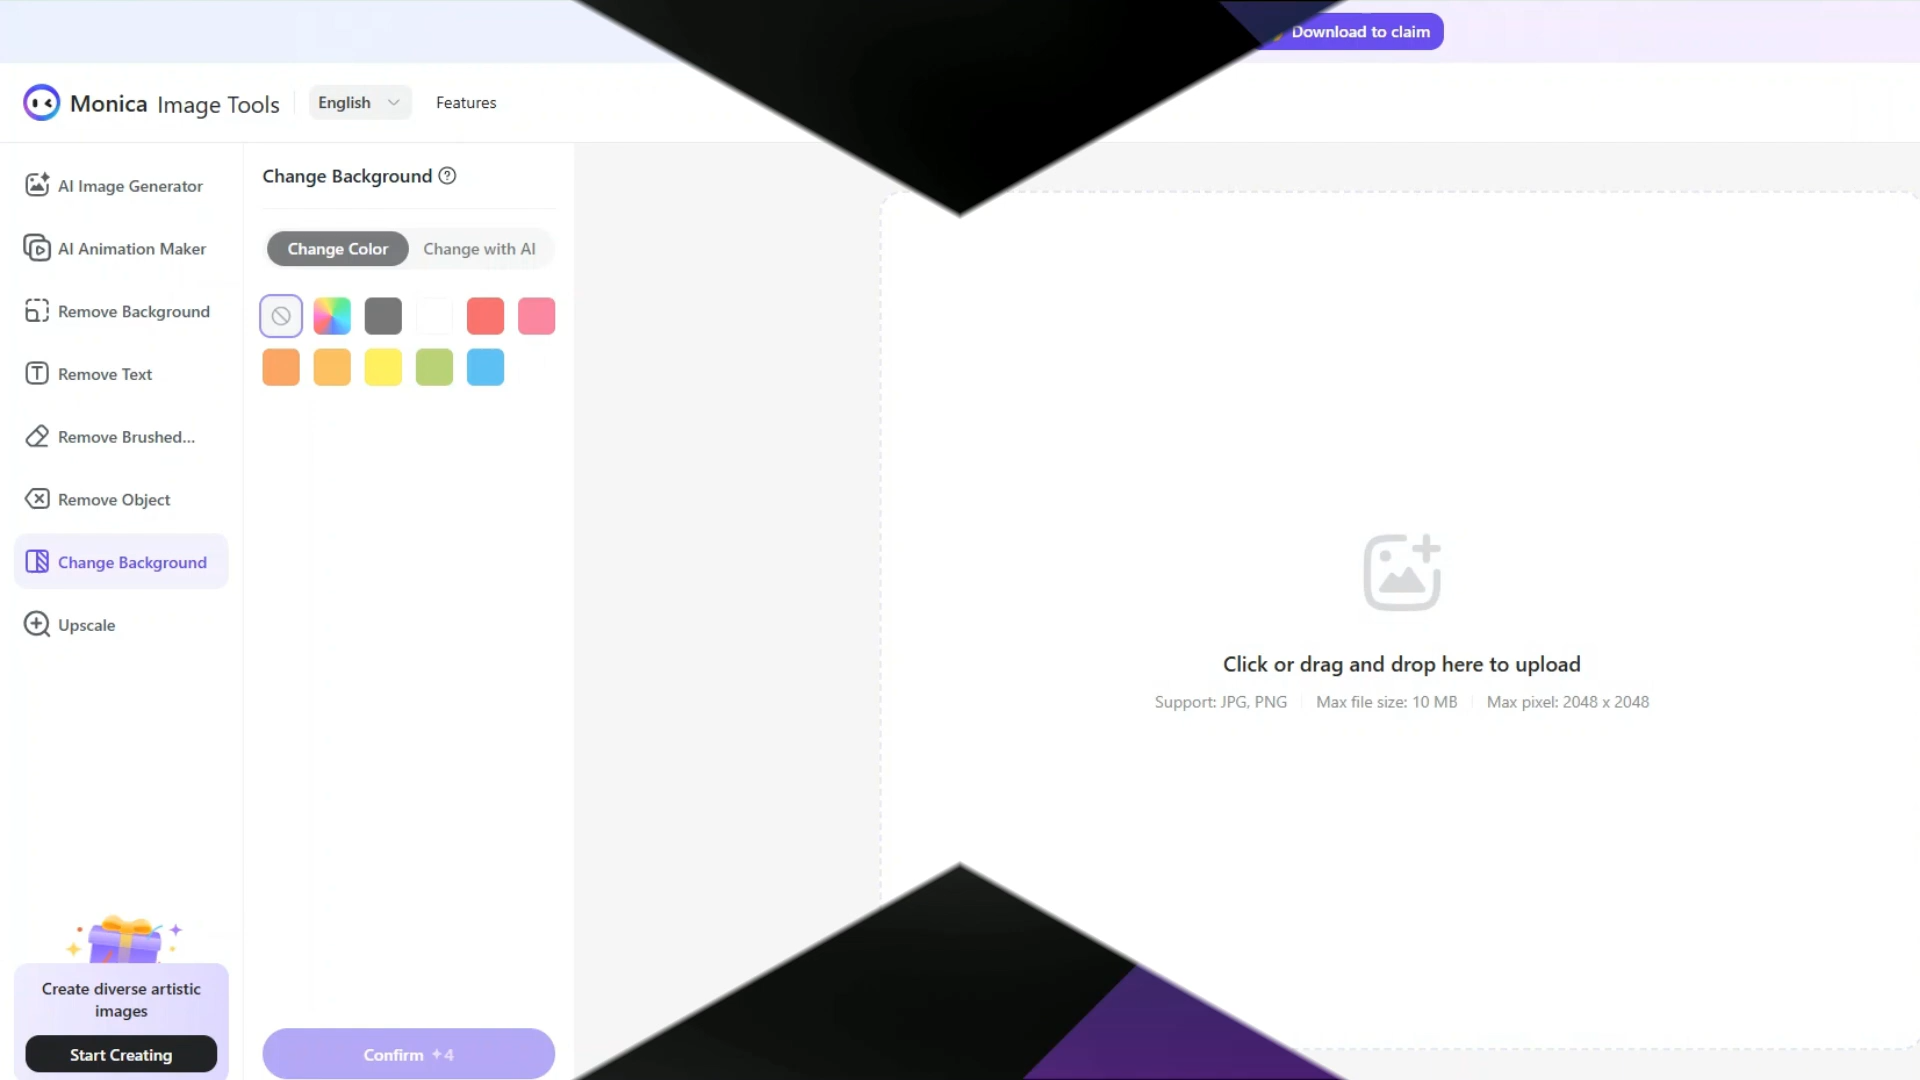 Download to claim
Monica Image Tools
English
Features
AI Image Generator
AI Animation Maker
Remove Background
Remove Text
Remove Brushed...
Remove Object
Change Background
Upscale
Create diverse artistic
images
Start Creating
Change Background
Change Color
Change with AI
Confirm 4
Click or drag and drop here to upload
Support: JPG, PNG
Max file size: 10 MB
Max pixel: 2048 x 2048